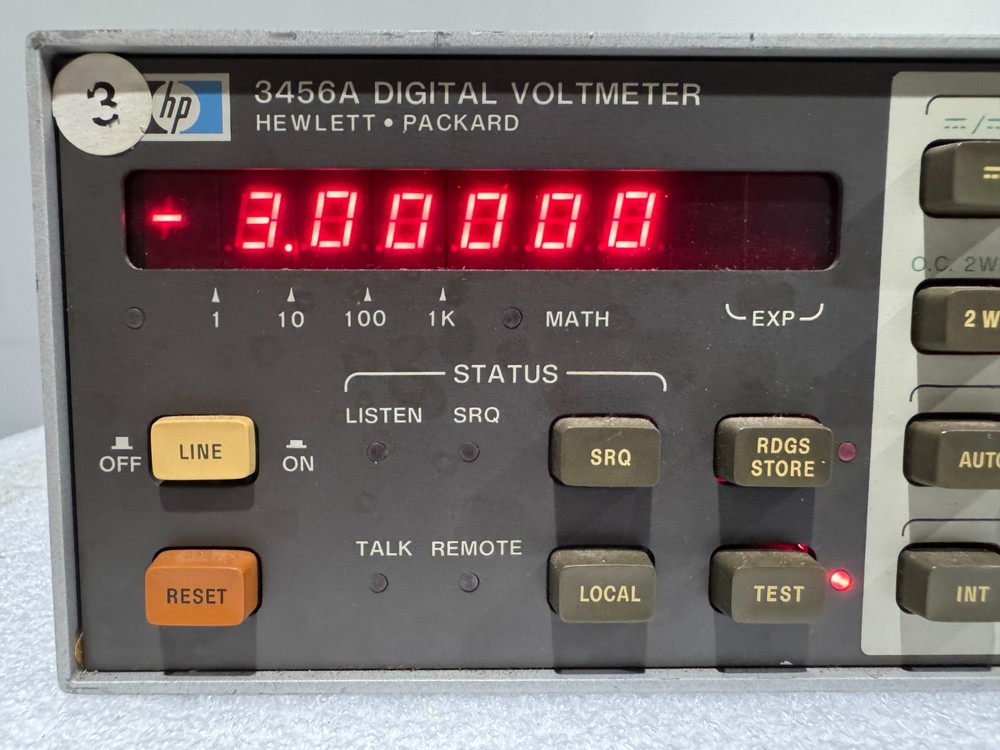 3
hp
3456A DIGITAL VOLTMETER
HEWLETT • PACKARD
+ 3.00000
1 10 100 1K MATH EXP
O.C. 2W
2 W
STATUS
LISTEN SRQ
OFF LINE ON
SRQ
RDGS
STORE
AUTO
TALK REMOTE
RESET
LOCAL
TEST
INT